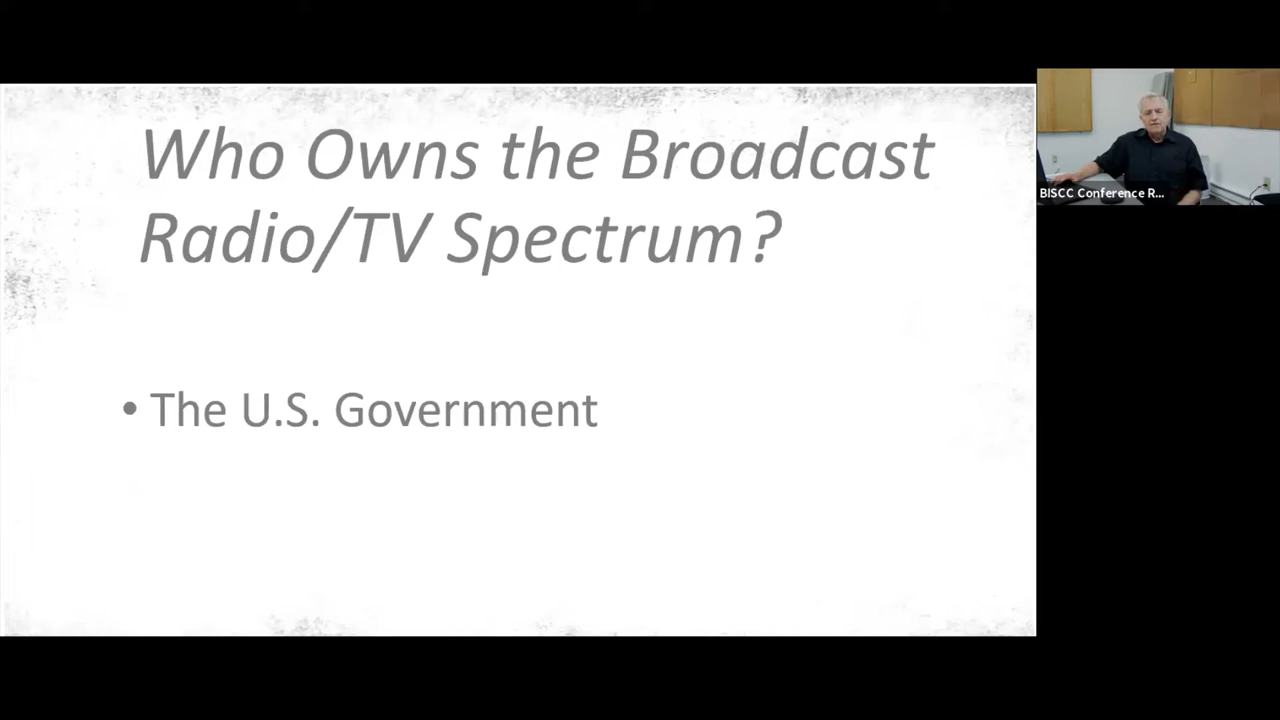 Who Owns the Broadcast
Radio/TV Spectrum?
• The U.S. Government
BISCC Conference R...